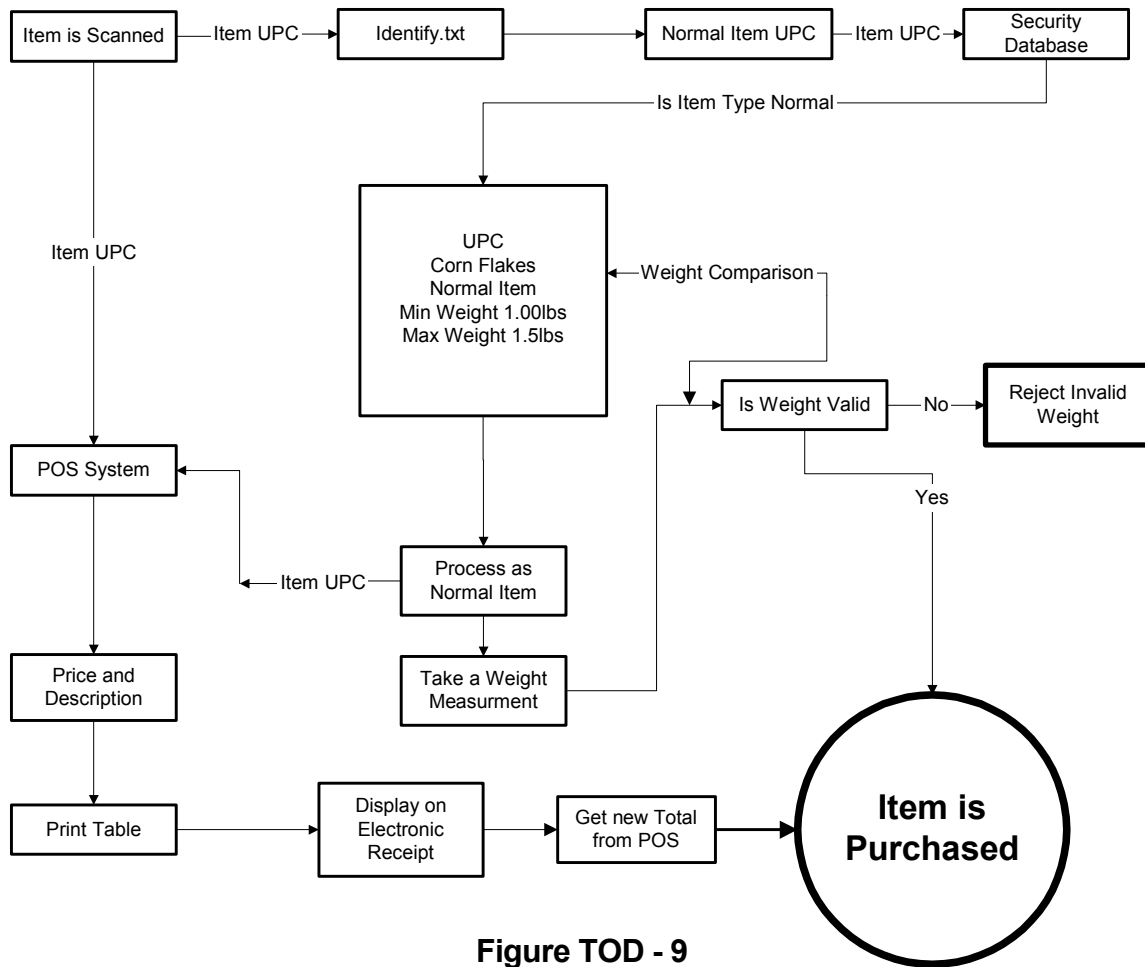 Item is Scanned
Item UPC
Identify.txt
Normal Item UPC
Item UPC
Security
Database
Is Item Type Normal
Item UPC
UPC
Corn Flakes
Normal Item
Min Weight 1.00lbs
Max Weight 1.5lbs
Weight Comparison
Is Weight Valid
No
Reject Invalid
Weight
POS System
Yes
Item UPC
Process as
Normal Item
Price and
Description
Take a Weight
Measurment
Print Table
Display on
Electronic
Receipt
Get new Total
from POS
Item is
Purchased
Figure TOD - 9